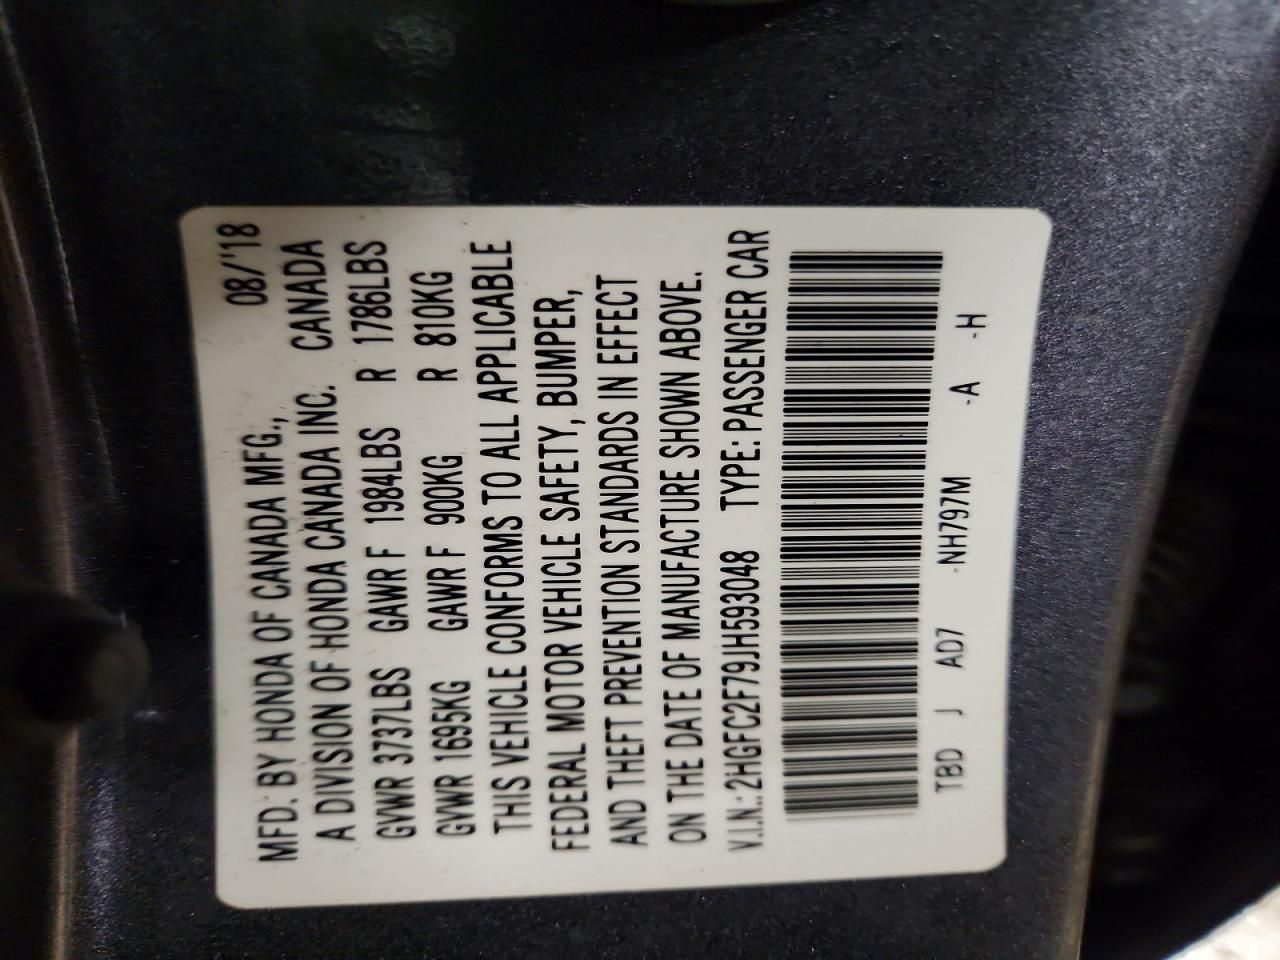 MFD. BY HONDA OF CANADA MFG., 08/'18
A DIVISION OF HONDA CANADA INC. CANADA
GVWR 3737LBS GAWR F 1984LBS R 1786LBS
GVWR 1695KG GAWR F 900KG R 810KG
THIS VEHICLE CONFORMS TO ALL APPLICABLE
FEDERAL MOTOR VEHICLE SAFETY, BUMPER,
AND THEFT PREVENTION STANDARDS IN EFFECT
ON THE DATE OF MANUFACTURE SHOWN ABOVE.
V.I.N.: 2HGFC2F79JH593048 TYPE: PASSENGER CAR
TBD J AD7 -NH797M -A -H